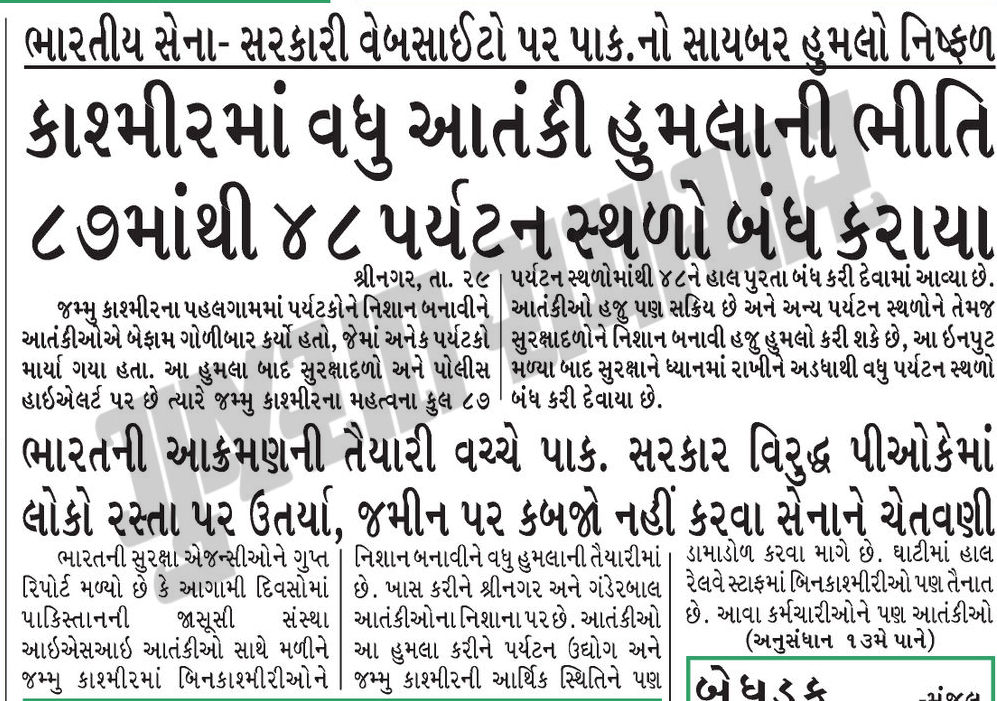 ભારતીય સેના- સરકારી વેબસાઈટો પર પાક.નો સાયબર હુમલો નિષ્ફળ
કાશ્મીરમાં વધુ આતંકી હુમલાની ભીતિ
૮૭માંથી ૪૮ પર્યટન સ્થળો બંધ કરાયા
શ્રીનગર, તા. ૨૯
જમ્મુ કાશ્મીરના પહલગામમાં પર્યટકોને નિશાન બનાવીને
આતંકીઓએ બેફામ ગોળીબાર કર્યો હતો, જેમાં અનેક પર્યટકો
માર્યા ગયા હતા. આ હુમલા બાદ સુરક્ષાદળો અને પોલીસ
હાઇએલર્ટ પર છે ત્યારે જમ્મુ કાશ્મીરના મહત્વના કુલ ૮૭
પર્યટન સ્થળોમાંથી ૪૮ને હાલ પુરતા બંધ કરી દેવામાં આવ્યા છે.
આતંકીઓ હજુ પણ સક્રિય છે અને અન્ય પર્યટન સ્થળોને તેમજ
સુરક્ષાદળોને નિશાન બનાવી હજુ હુમલો કરી શકે છે, આ ઇનપુટ
મળ્યા બાદ સુરક્ષાને ધ્યાનમાં રાખીને અડધાથી વધુ પર્યટન સ્થળો
બંધ કરી દેવાયા છે.
ભારતની આક્રમણની તૈયારી વચ્ચે પાક. સરકાર વિરુદ્ધ પીઓકેમાં
લોકો રસ્તા પર ઉતર્યા, જમીન પર કબજો નહીં કરવા સેનાને ચેતવણી
ભારતની સુરક્ષા એજન્સીઓને ગુપ્ત
રિપોર્ટ મળ્યો છે કે આગામી દિવસોમાં
પાકિસ્તાનની જાસૂસી સંસ્થા
આઇએસઆઇ આતંકીઓ સાથે મળીને
જમ્મુ કાશ્મીરમાં બિનકાશ્મીરીઓને
નિશાન બનાવીને વધુ હુમલાની તૈયારીમાં
છે. ખાસ કરીને શ્રીનગર અને ગંડેરબાલ
આતંકીઓના નિશાના પર છે. આતંકીઓ
આ હુમલા કરીને પર્યટન ઉદ્યોગ અને
જમ્મુ કાશ્મીરની આર્થિક સ્થિતિને પણ
ડામાડોળ કરવા માગે છે. ઘાટીમાં હાલ
રેલવે સ્ટાફમાં બિનકાશ્મીરીઓ પણ તૈનાત
છે. આવા કર્મચારીઓને પણ આતંકીઓ
(અનુસંધાન ૧૩મે પાને)
બેધડક